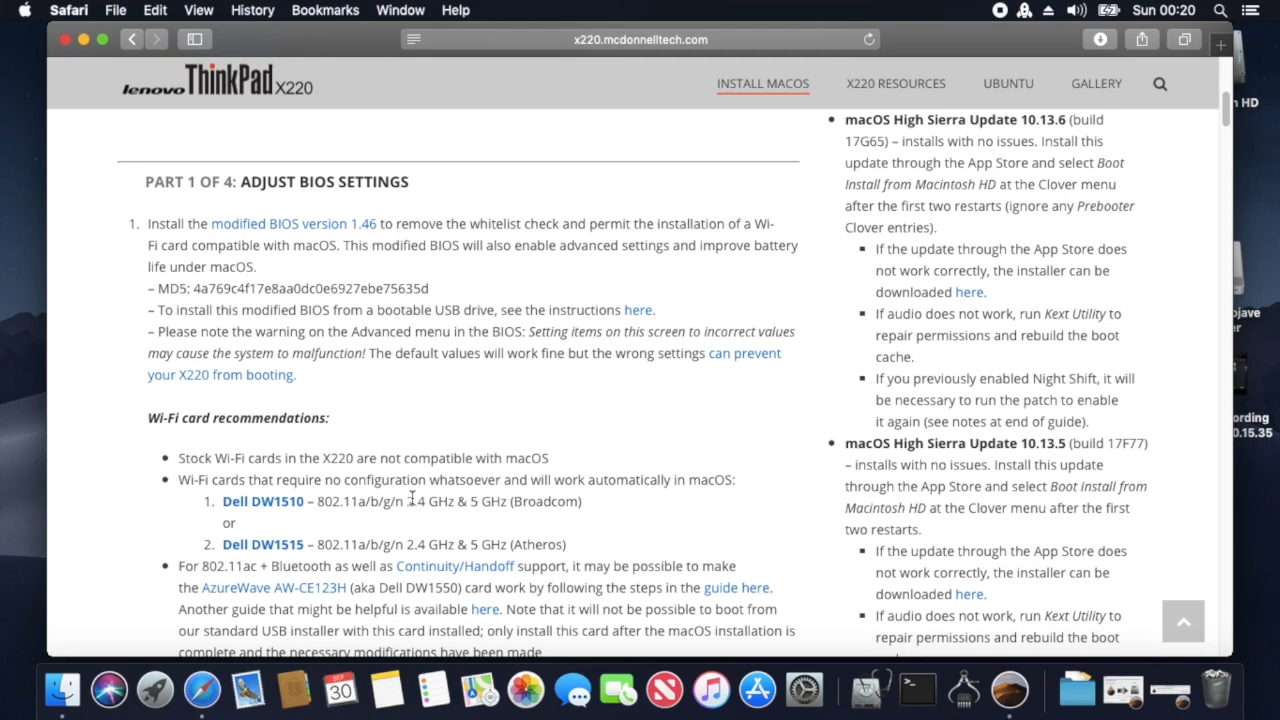 Safari File Edit View History Bookmarks Window Help Sun 00:20
x220.mcdonnelltech.com
lenovo ThinkPad X220 INSTALL MACOS X220 RESOURCES UBUNTU GALLERY
PART 1 OF 4: ADJUST BIOS SETTINGS
1. Install the modified BIOS version 1.46 to remove the whitelist check and permit the installation of a Wi-
Fi card compatible with macOS. This modified BIOS will also enable advanced settings and improve battery
life under macOS.
– MD5: 4a769c4f17e8aa0dc0e6927ebe75635d
– To install this modified BIOS from a bootable USB drive, see the instructions here.
– Please note the warning on the Advanced menu in the BIOS: Setting items on this screen to incorrect values
may cause the system to malfunction! The default values will work fine but the wrong settings can prevent
your X220 from booting.
Wi-Fi card recommendations:
• Stock Wi-Fi cards in the X220 are not compatible with macOS
• Wi-Fi cards that require no configuration whatsoever and will work automatically in macOS:
1. Dell DW1510 – 802.11a/b/g/n 2.4 GHz & 5 GHz (Broadcom)
or
2. Dell DW1515 – 802.11a/b/g/n 2.4 GHz & 5 GHz (Atheros)
• For 802.11ac + Bluetooth as well as Continuity/Handoff support, it may be possible to make
the AzureWave AW-CE123H (aka Dell DW1550) card work by following the steps in the guide here.
Another guide that might be helpful is available here. Note that it will not be possible to boot from
our standard USB installer with this card installed; only install this card after the macOS installation is
complete and the necessary modifications have been made
• macOS High Sierra Update 10.13.6 (build
17G65) – installs with no issues. Install this
update through the App Store and select Boot
Install from Macintosh HD at the Clover menu
after the first two restarts (ignore any Prebooter
Clover entries).
▪ If the update through the App Store does
not work correctly, the installer can be
downloaded here.
▪ If audio does not work, run Kext Utility to
repair permissions and rebuild the boot
cache.
▪ If you previously enabled Night Shift, it will
be necessary to run the patch to enable
it again (see notes at end of guide).
• macOS High Sierra Update 10.13.5 (build 17F77)
– installs with no issues. Install this update
through the App Store and select Boot Install from
Macintosh HD at the Clover menu after the first
two restarts.
▪ If the update through the App Store does
not work correctly, the installer can be
downloaded here.
▪ If audio does not work, run Kext Utility to
repair permissions and rebuild the boot
HD
ojave
er
ording
0.15.35
SEP
30